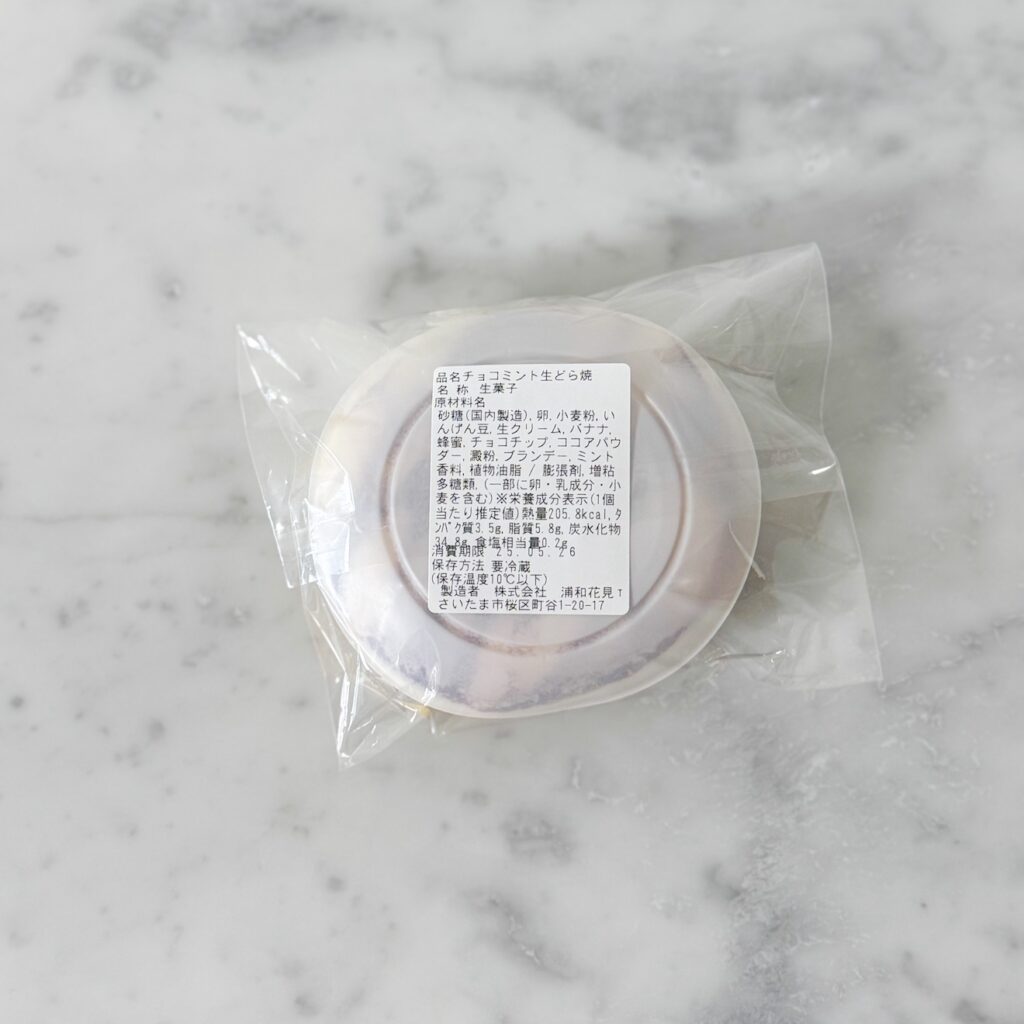 品名チョコミント生どら焼
名 称 生菓子
原材料名
砂糖(国内製造),卵,小麦粉,い
んげん豆,生クリーム,バナナ,
蜂蜜,チョコチップ,ココアパウ
ダー,澱粉,ブランデー,ミント
香料,植物油脂 / 膨張剤,増粘
多糖類,(一部に卵・乳成分・小
麦を含む)※栄養成分表示(1個
当たり推定値)熱量205.8kcal,タ
ンパク質3.5g,脂質5.8g,炭水化物
34.8g,食塩相当量0.2g
消費期限 25.05.26
保存方法 要冷蔵
(保存温度10℃以下)
製造者 株式会社 浦和花見T
さいたま市桜区町谷1-20-17